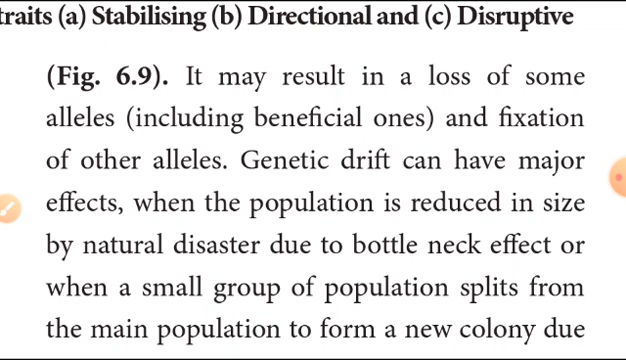 traits (a) Stabilising (b) Directional and (c) Disruptive
(Fig. 6.9). It may result in a loss of some
alleles (including beneficial ones) and fixation
of other alleles. Genetic drift can have major
effects, when the population is reduced in size
by natural disaster due to bottle neck effect or
when a small group of population splits from
the main population to form a new colony due